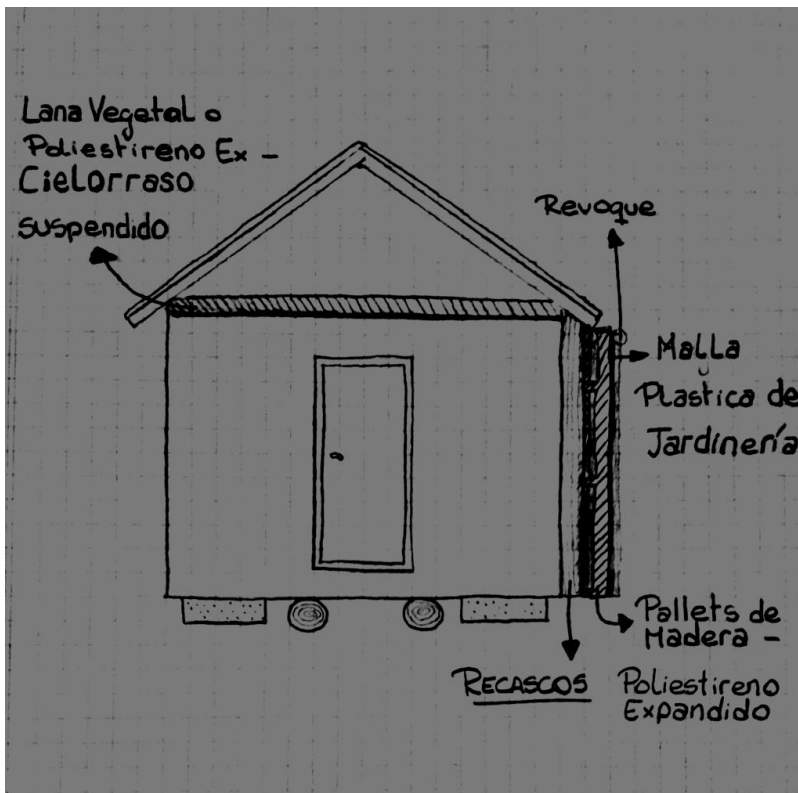 Lana Vegetal o
Poliestireno Ex -
Cielorraso
suspendido
Revoque
Malla
Plastica de
Jardinería
Pallets de
Madera -
Poliestireno
Expandido
RECASCOS